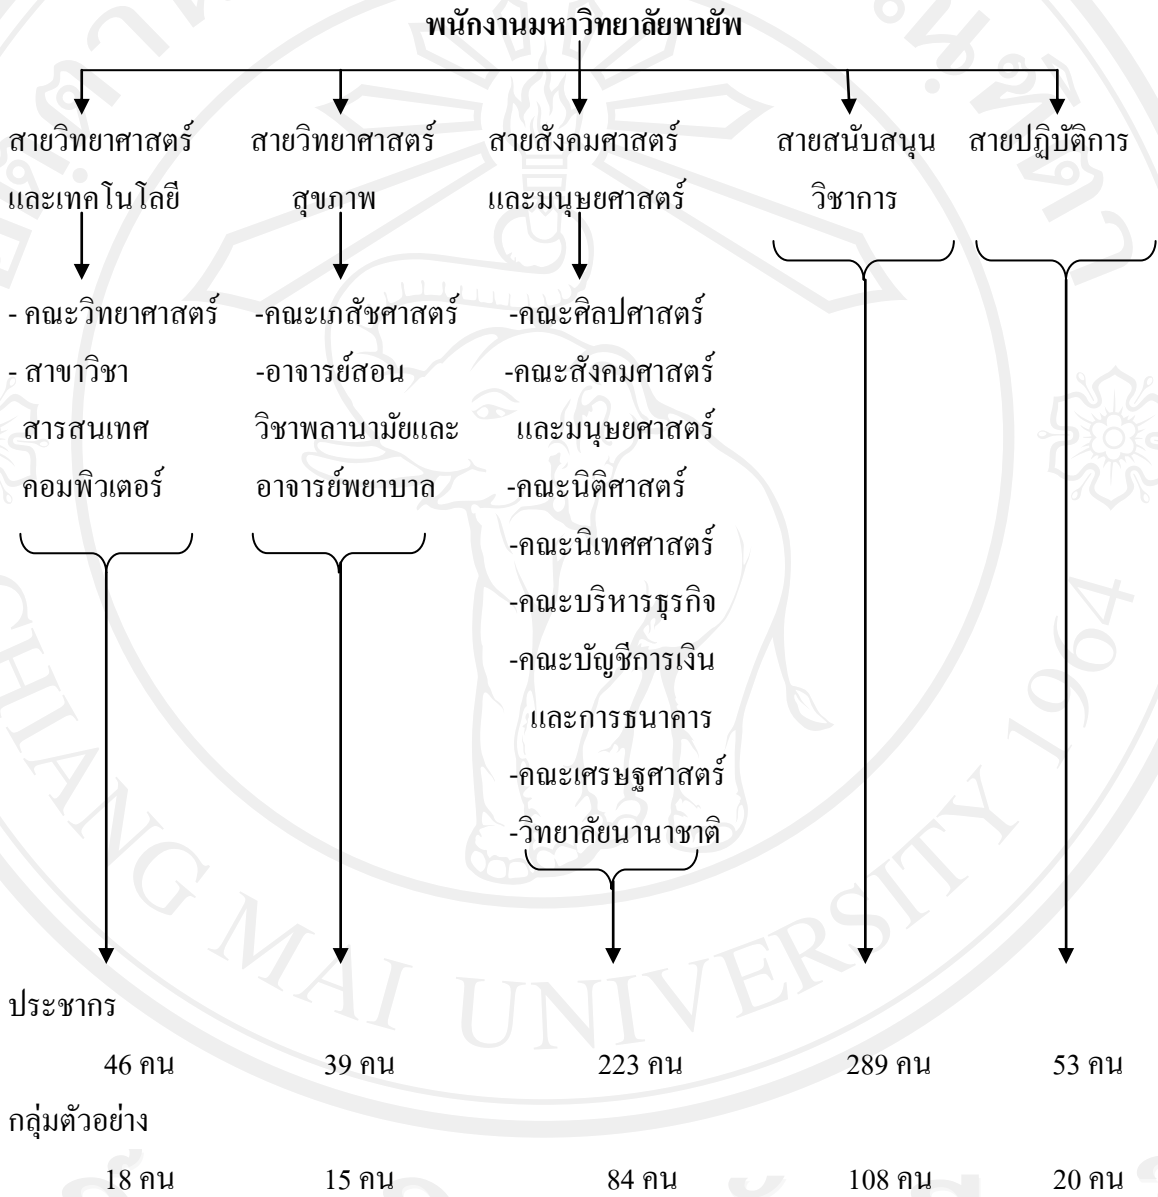 พนักงานมหาวิทยาลัยพายัพ
สายวิทยาศาสตร์
และเทคโนโลยี
สายวิทยาศาสตร์
สุขภาพ
สายสังคมศาสตร์
และมนุษยศาสตร์
สายสนับสนุน
วิชาการ
สายปฏิบัติการ
- คณะวิทยาศาสตร์
- สาขาวิชา
สารสนเทศ
คอมพิวเตอร์
-คณะเภสัชศาสตร์
-อาจารย์สอน
วิชาพลานามัยและ
อาจารย์พยาบาล
-คณะศิลปศาสตร์
-คณะสังคมศาสตร์
และมนุษยศาสตร์
-คณะนิติศาสตร์
-คณะนิเทศศาสตร์
-คณะบริหารธุรกิจ
-คณะบัญชีการเงิน
และการธนาคาร
-คณะเศรษฐศาสตร์
-วิทยาลัยนานาชาติ
ประชากร
46 คน 39 คน 223 คน 289 คน 53 คน
กลุ่มตัวอย่าง
18 คน 15 คน 84 คน 108 คน 20 คน
CHIANG MAI UNIVERSITY 1964